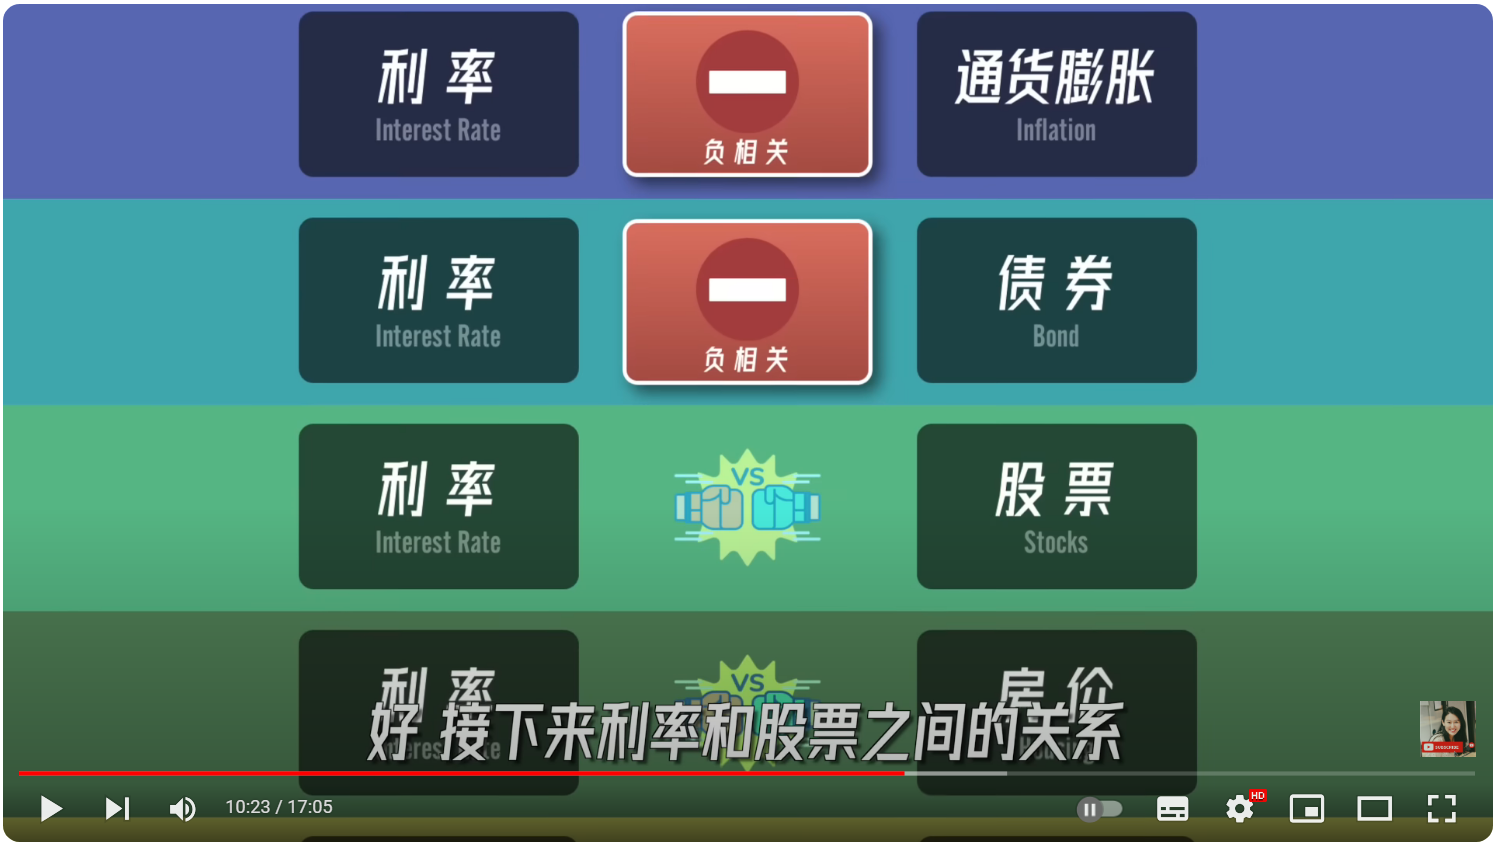 利率
Interest Rate
负相关
通货膨胀
Inflation
利率
Interest Rate
负相关
债券
Bond
利率
Interest Rate
VS
股票
Stocks
利率
VS
房价
好 接下来利率和股票之间的关系
SUBSCRIBE
10:23 / 17:05
HD